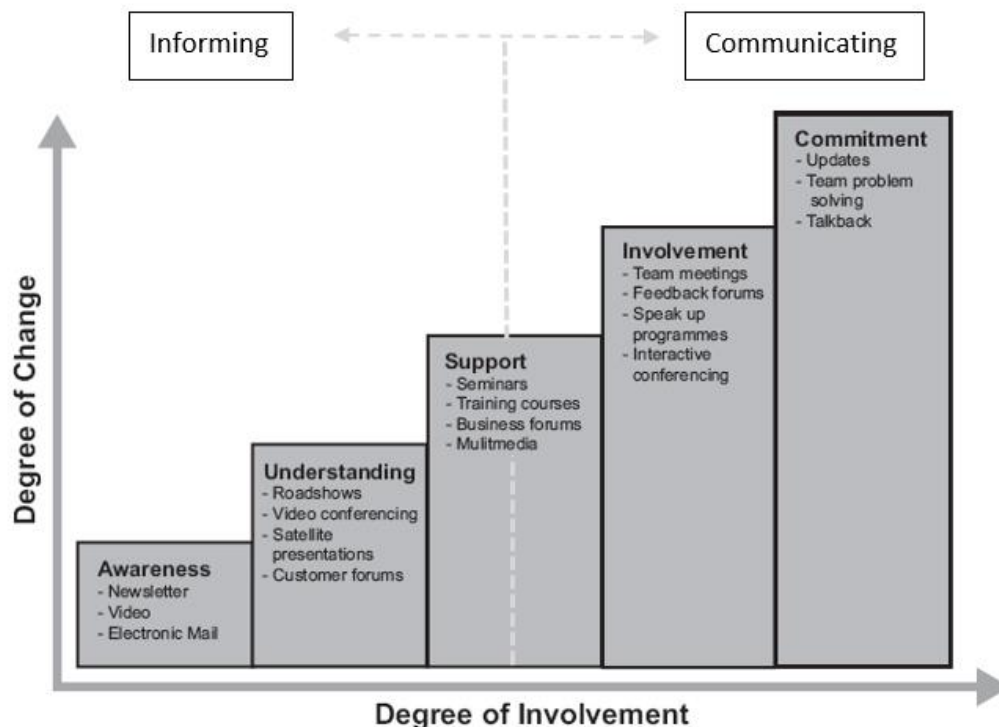 Informing
Communicating
Degree of Change
Commitment
- Updates
- Team problem
solving
- Talkback
Involvement
- Team meetings
- Feedback forums
- Speak up
programmes
- Interactive
conferencing
Support
- Seminars
- Training courses
- Business forums
- Mulitmedia
Understanding
- Roadshows
- Video conferencing
- Satellite
presentations
- Customer forums
Awareness
- Newsletter
- Video
- Electronic Mail
Degree of Involvement